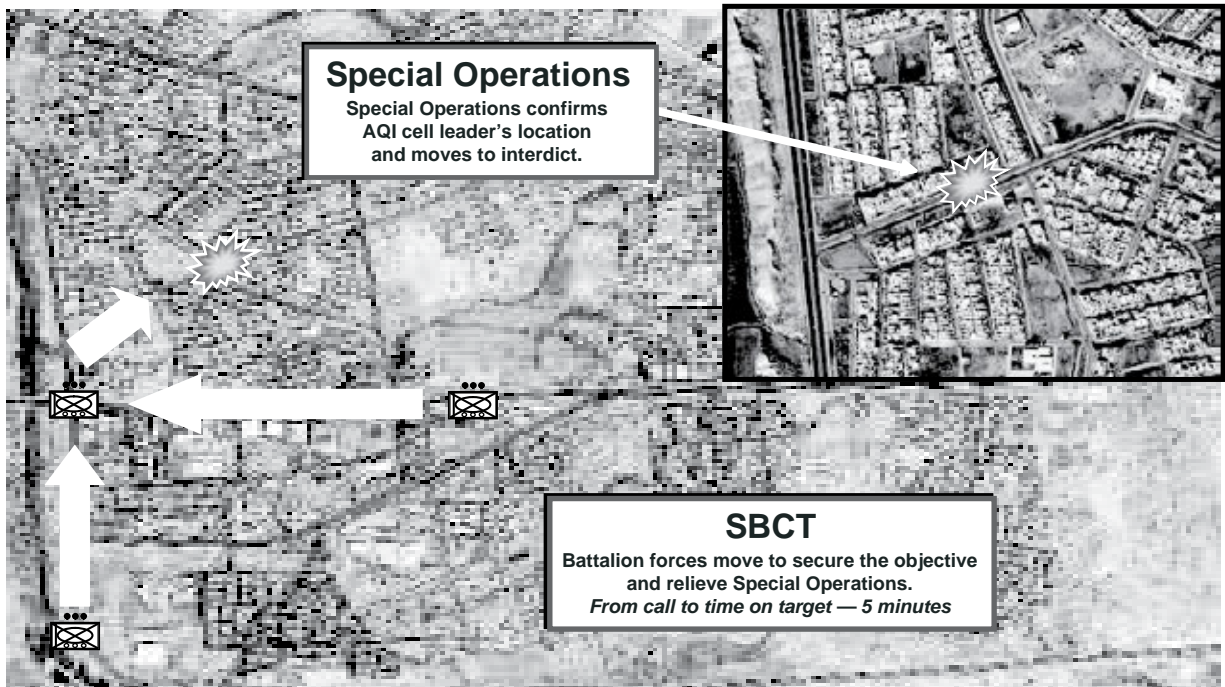 Special Operations
Special Operations confirms
AQI cell leader’s location
and moves to interdict.
SBCT
Battalion forces move to secure the objective
and relieve Special Operations.
From call to time on target — 5 minutes